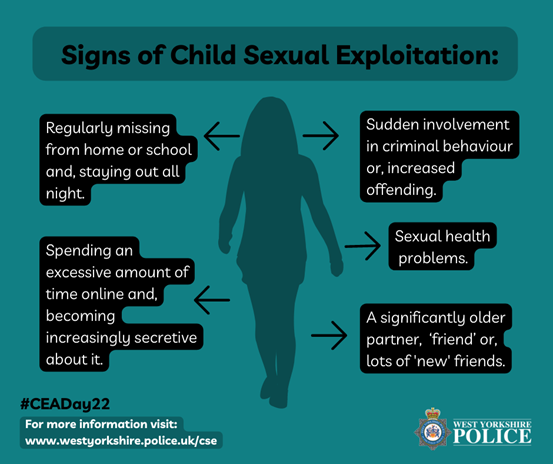 Signs of Child Sexual Exploitation:
Regularly missing
from home or school
and, staying out all
night.
Sudden involvement
in criminal behaviour
or, increased
offending.
Spending an
excessive amount of
time online and,
becoming
increasingly secretive
about it.
Sexual health
problems.
A significantly older
partner, 'friend' or,
lots of 'new' friends.
#CEADay22
For more information visit:
www.westyorkshire.police.uk/cse
WEST YORKSHIRE
POLICE